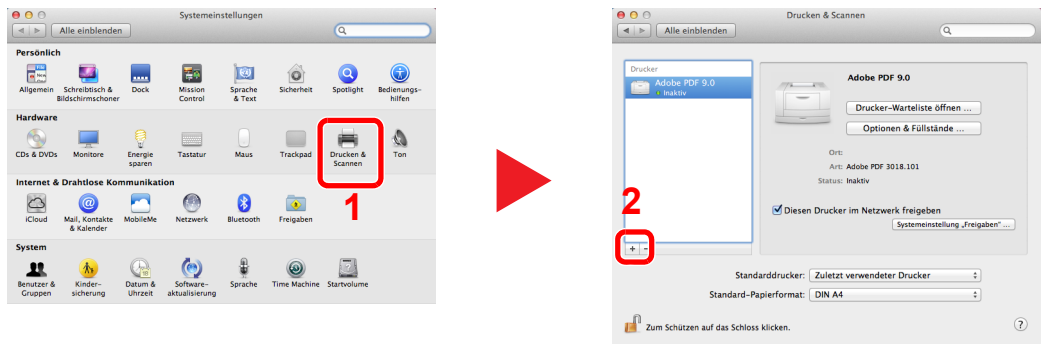 Systemeinstellungen
Alle einblenden
Persönlich
Allgemein
Schreibtisch &
Bildschirmschoner
Dock
Mission
Control
Sprache
& Text
Sicherheit
Spotlight
Bedienungs-
hilfen
Hardware
CDs & DVDs
Monitore
Energie
sparen
Tastatur
Maus
Trackpad
Drucken &
Scannen
Ton
1
Internet & Drahtlose Kommunikation
iCloud
Mail, Kontakte
& Kalender
MobileMe
Netzwerk
Bluetooth
Freigaben
System
Benutzer &
Gruppen
Kinder-
sicherung
Datum &
Uhrzeit
Software-
aktualisierung
Sprache
Time Machine
Startvolume
Drucken & Scannen
Alle einblenden
Drucker
Adobe PDF 9.0
Inaktiv
2
+ −
Adobe PDF 9.0
Drucker-Warteliste öffnen ...
Optionen & Füllstände ...
Ort:
Art: Adobe PDF 3018.101
Status: Inaktiv
Diesen Drucker im Netzwerk freigeben
Systemeinstellung „Freigaben“ ...
Standarddrucker: Zuletzt verwendeter Drucker
Standard-Papierformat: DIN A4
Zum Schützen auf das Schloss klicken.
?